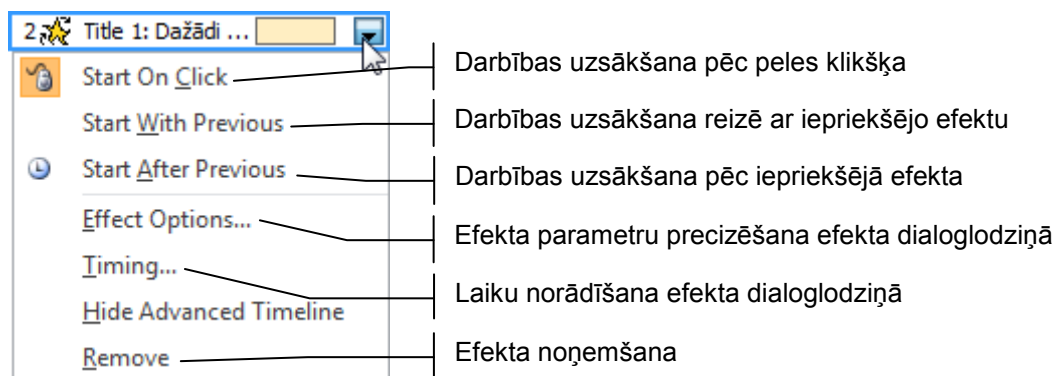 2 Title 1: Dažādi ...
Start On Click
Darbības uzsākšana pēc peles klikšķa
Start With Previous
Darbības uzsākšana reizē ar iepriekšējo efektu
Start After Previous
Darbības uzsākšana pēc iepriekšējā efekta
Effect Options...
Efekta parametru precizēšana efekta dialoglodziņā
Timing...
Laiku norādīšana efekta dialoglodziņā
Hide Advanced Timeline
Remove
Efekta noņemšana